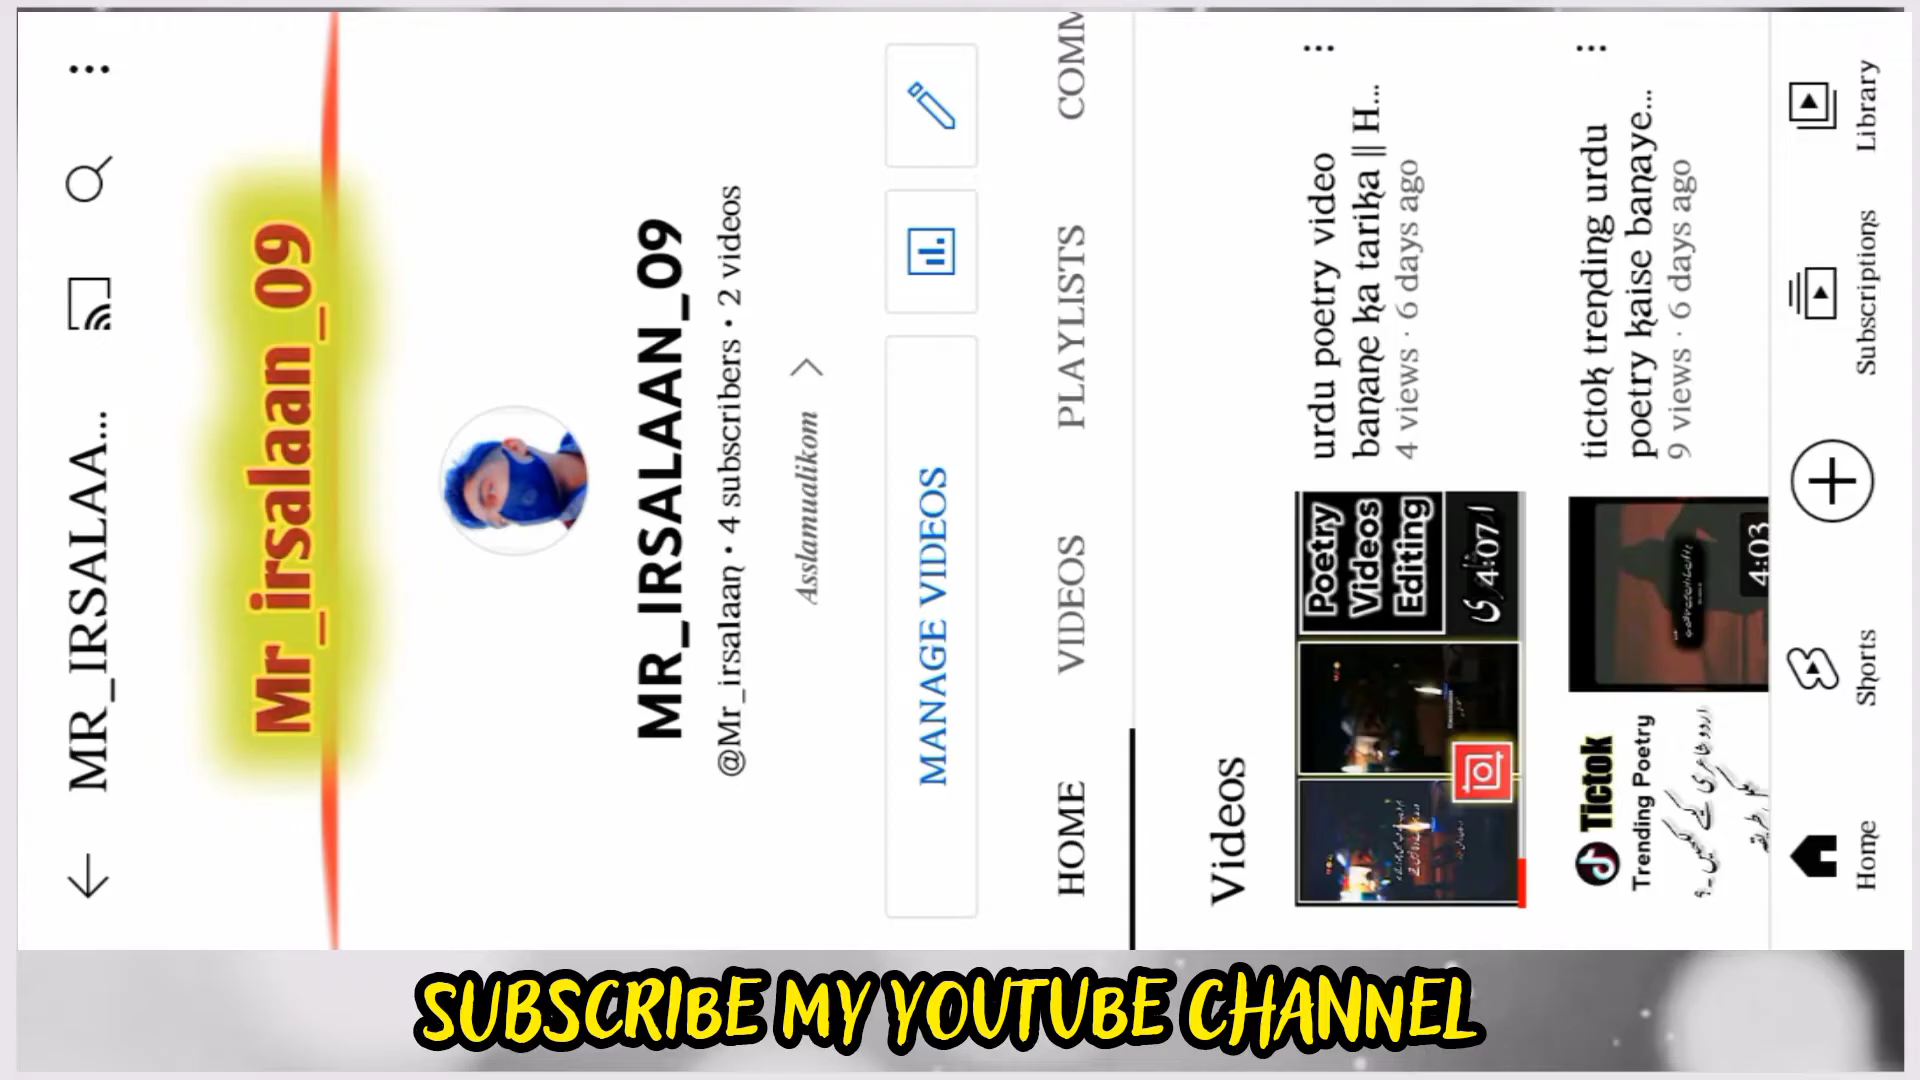 MR_IRSALAA...
Mr_irsalaan_09
MR_IRSALAAN_09
@Mr_irsalaan • 4 subscribers • 2 videos
Asslamualikom
MANAGE VIDEOS
HOME VIDEOS PLAYLISTS COMM
Videos
Poetry
Videos
Editing
4:07
urdu poetry video
banane ka tarika || H...
4 views · 6 days ago
Tictok
Trending Poetry
4:03
tictok trending urdu
poetry kaise banaye...
9 views · 6 days ago
Home Shorts Subscriptions Library
SUBSCRIBE MY YOUTUBE CHANNEL